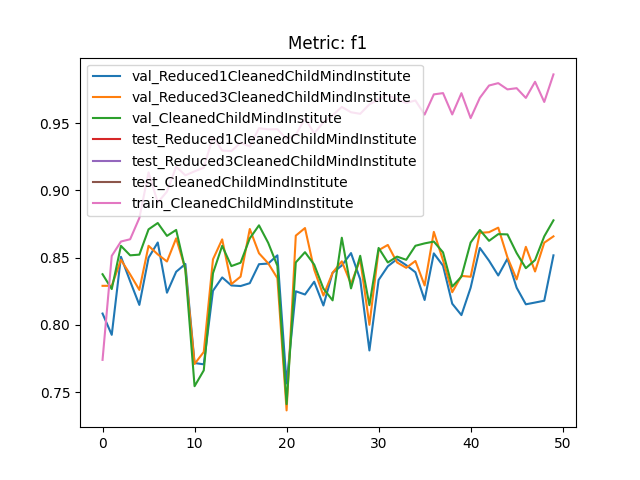 Metric: f1
val_Reduced1CleanedChildMindInstitute
val_Reduced3CleanedChildMindInstitute
val_CleanedChildMindInstitute
test_Reduced1CleanedChildMindInstitute
test_Reduced3CleanedChildMindInstitute
test_CleanedChildMindInstitute
train_CleanedChildMindInstitute
0.95
0.90
0.85
0.80
0.75
0 10 20 30 40 50